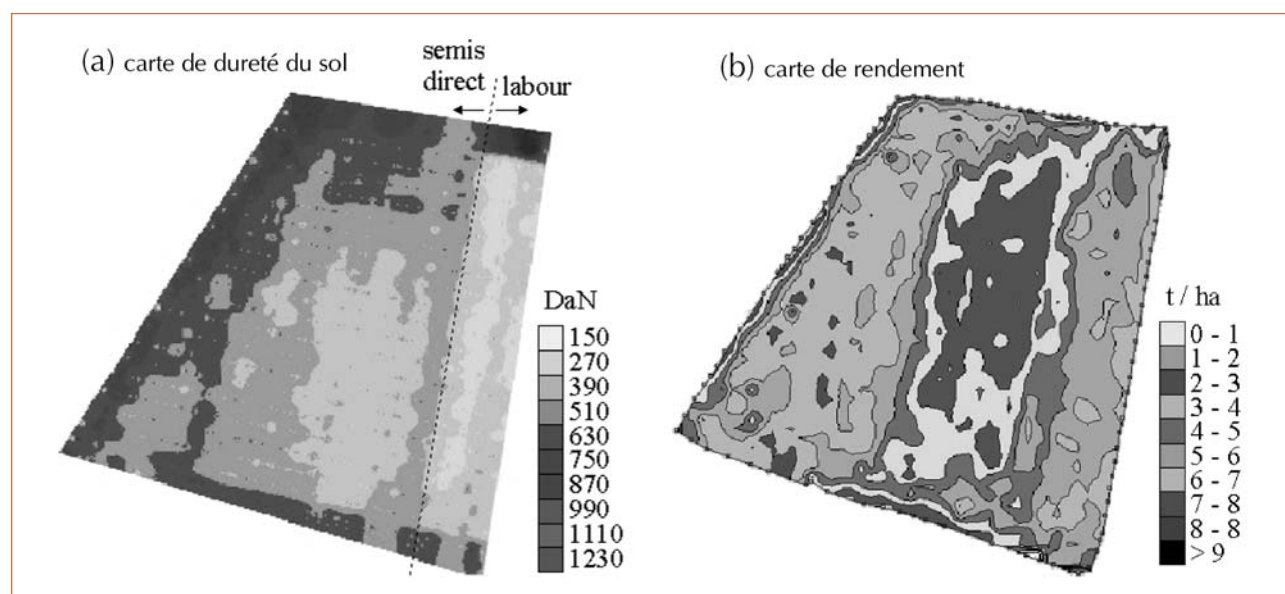 (a) carte de dureté du sol
semis
direct
labour
DaN
150
270
390
510
630
750
870
990
1110
1230
(b) carte de rendement
t / ha
0 - 1
1 - 2
2 - 3
3 - 4
4 - 5
5 - 6
6 - 7
7 - 8
8 - 8
> 9